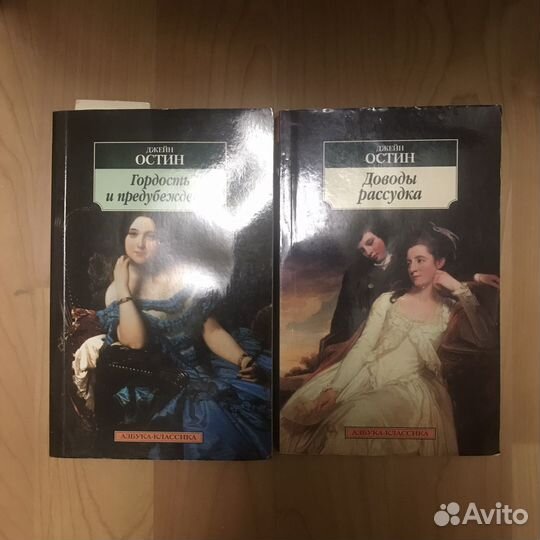 ДЖЕЙН
ОСТИН
Гордость
и предубежде
АЗБУКА-КЛАССИКА
ДЖЕЙН
ОСТИН
Доводы
рассудка
АЗБУКА-КЛАССИКА
Avito